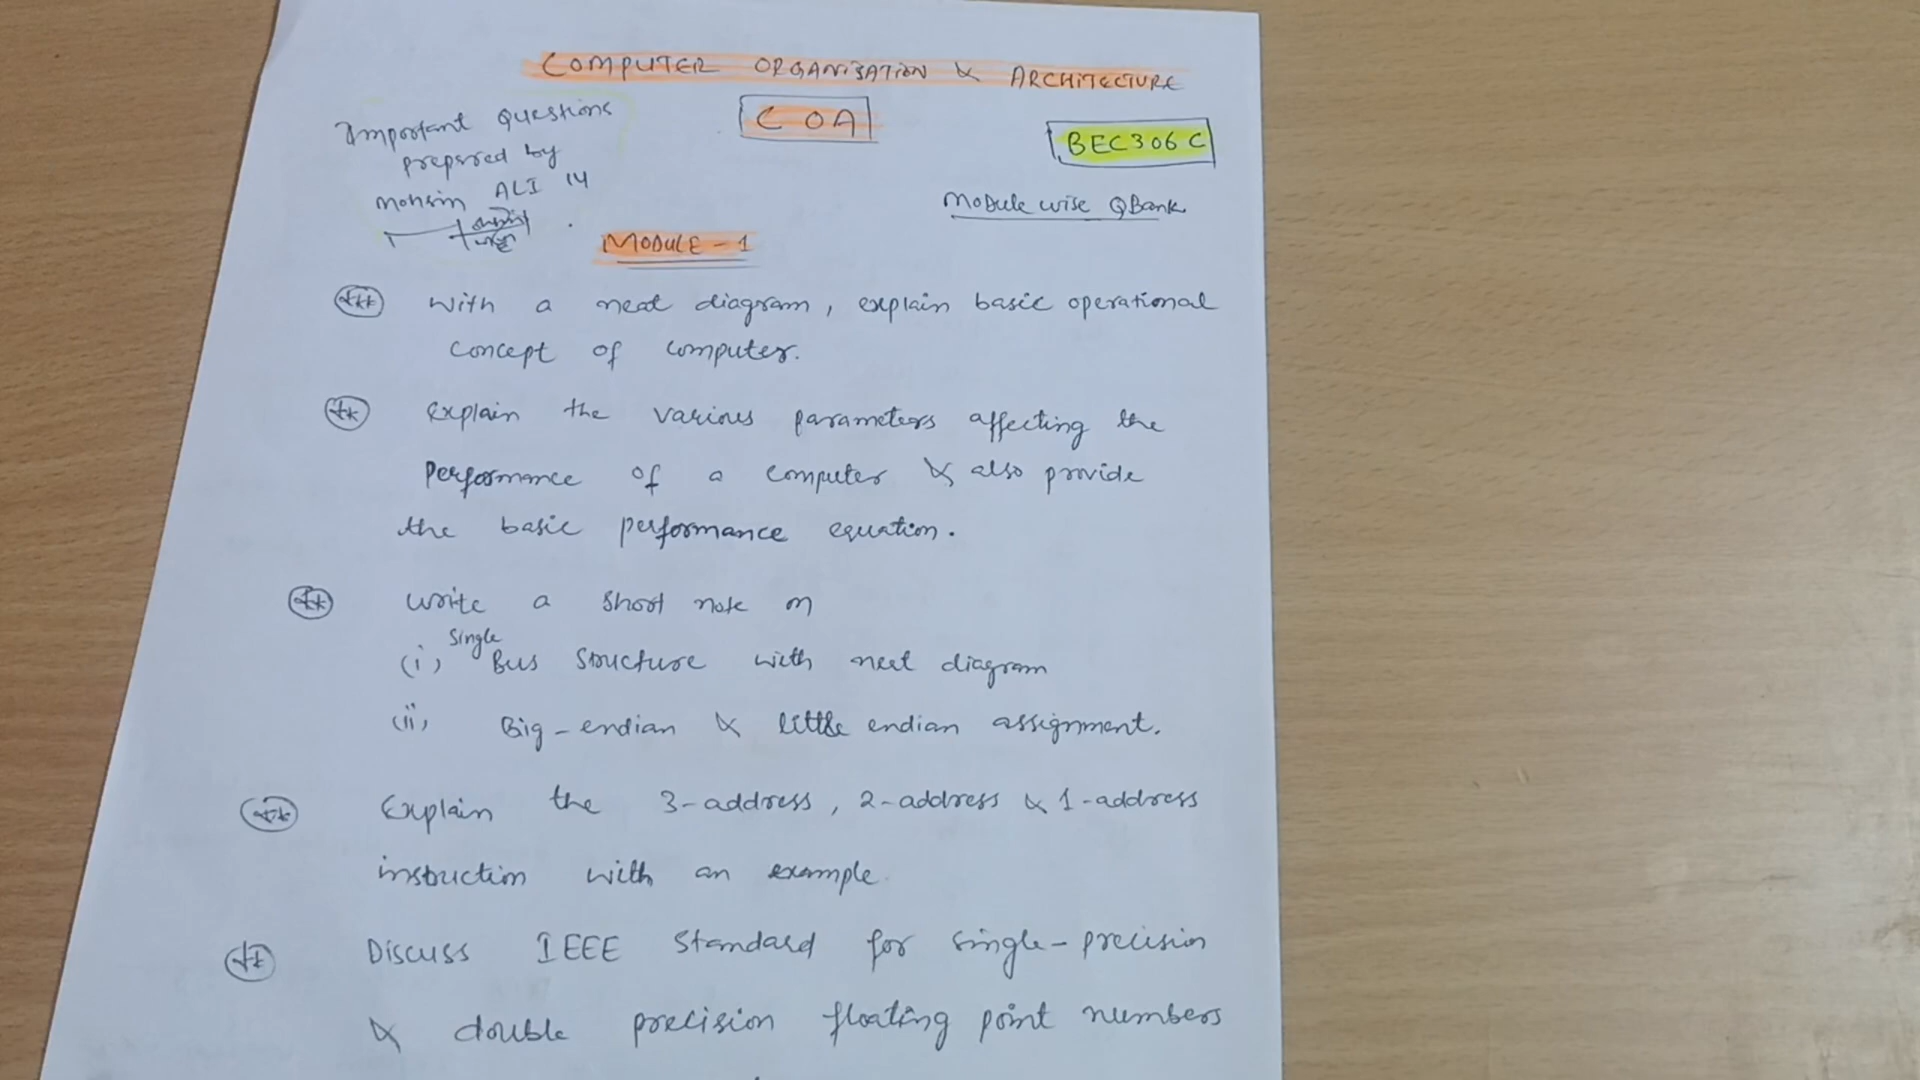 COMPUTER ORGANISATION & ARCHITECTURE
COA
BEC306C
Important Questions
prepared by
Mohsin ALI
Module wise QBank
MODULE - 1
*** With a neat diagram, explain basic operational
concept of computer.
** Explain the various parameters affecting the
performance of a computer & also provide
the basic performance equation.
** Write a short note on
(i) Single Bus Structure with neat diagram
(ii) Big-endian & little endian assignment.
** Explain the 3-address, 2-address & 1-address
instruction with an example.
** Discuss IEEE Standard for single-precision
& double precision floating point numbers